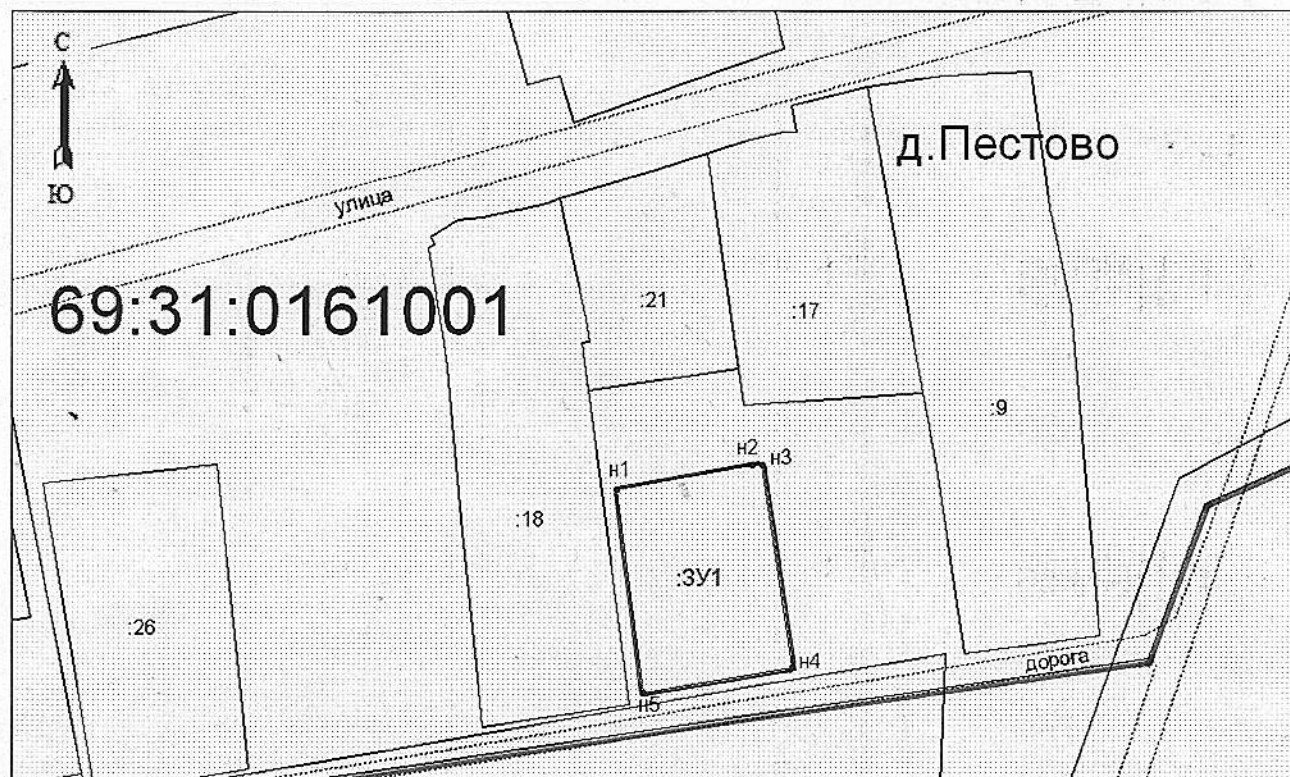 С
Ю
д.Пестово
улица
69:31:0161001
:21
:17
:9
н1
н2
н3
:18
:ЗУ1
:26
н4
н5
дорога